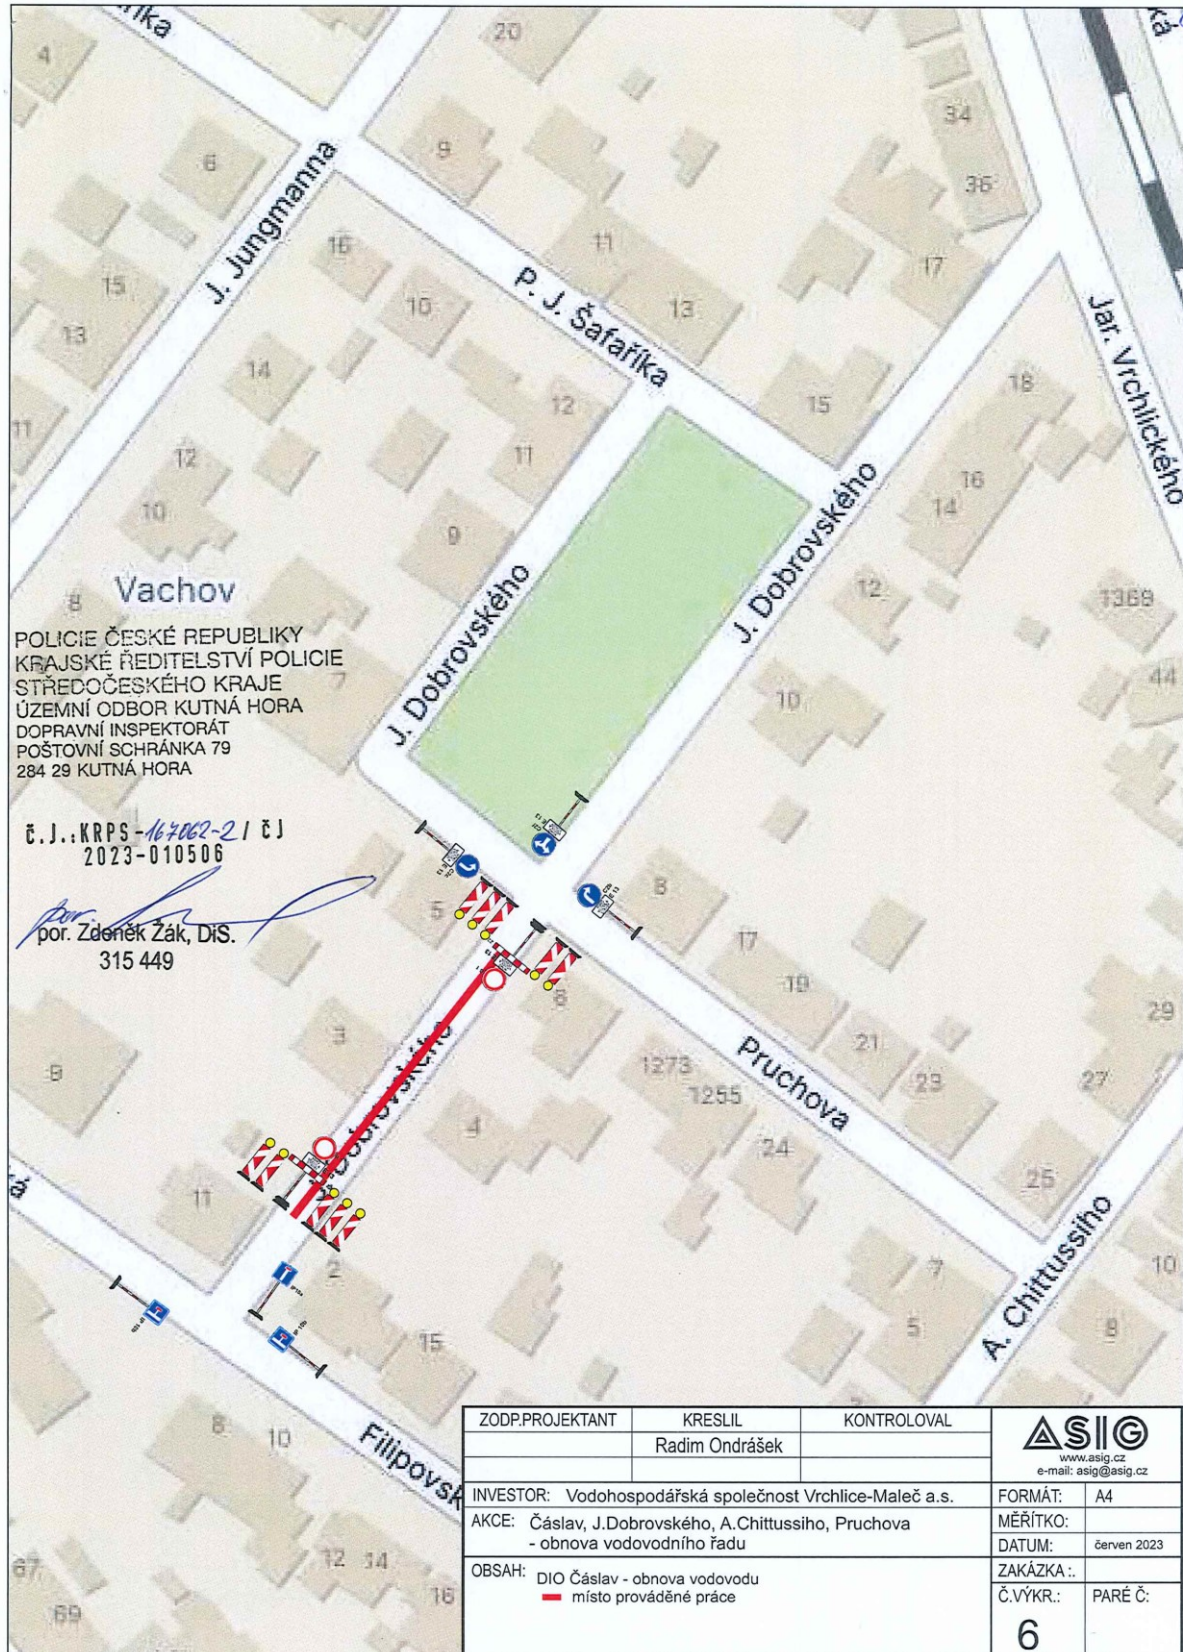 20
4
34
J. Jungmanna
6
9
36
16
11
17
15
P. J. Šafaříka
10
13
13
Jar. Vrchlického
14
18
12
15
11
11
12
16
10
14
9
J. Dobrovského
J. Dobrovského
Vachov
8
12
1369
POLICIE ČESKÉ REPUBLIKY
KRAJSKÉ ŘEDITELSTVÍ POLICIE
STŘEDOČESKÉHO KRAJE
ÚZEMNÍ ODBOR KUTNÁ HORA
DOPRAVNÍ INSPEKTORÁT
POŠTOVNÍ SCHRÁNKA 79
284 29 KUTNÁ HORA
7
44
10
Č.J.:KRPS-167062-2/ČJ
2023-010506
por.
por. Zdeněk Žák, DiS.
315 449
5
8
17
19
6
29
3
21
9
1273
Pruchova
23
27
1255
4
24
25
11
A. Chittussiho
2
7
10
15
5
8
8
10
Filipovsk
12
14
67
16
69
ZODP.PROJEKTANT
KRESLIL
KONTROLOVAL
Radim Ondrášek
ASIG
www.asig.cz
e-mail: asig@asig.cz
INVESTOR: Vodohospodářská společnost Vrchlice-Maleč a.s.
FORMÁT: A4
AKCE: Čáslav, J.Dobrovského, A.Chittussiho, Pruchova
- obnova vodovodního řadu
MĚŘÍTKO:
DATUM: červen 2023
OBSAH: DIO Čáslav - obnova vodovodu
místo prováděné práce
ZAKÁZKA :.
Č.VÝKR.: PARÉ Č:
6